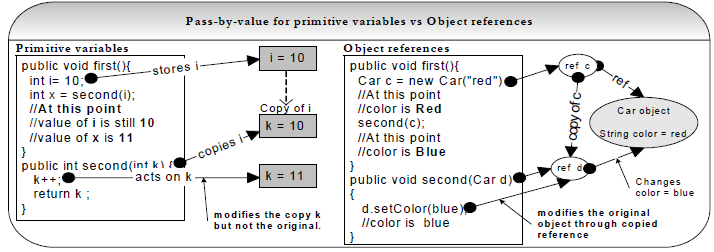 Pass-by-value for primitive variables vs Object references
Primitive variables
public void first(){
int i= 10;
int x = second(i);
//At this point
//value of i is still 10
//value of x is 11
}
public int second(int k) {
k++;
return k ;
}
stores i
copies i
acts on k
i = 10
Copy of i
k = 10
k = 11
modifies the copy k
but not the original.
Object references
public void first(){
Car c = new Car("red")
//At this point
//color is Red
second(c);
//At this point
//color is Blue
}
public void second(Car d)
{
d.setColor(blue);
//color is blue
}
ref c
ref
copy of c
ref d
Car object
String color = red
Changes
color = blue
modifies the original
object through copied
reference